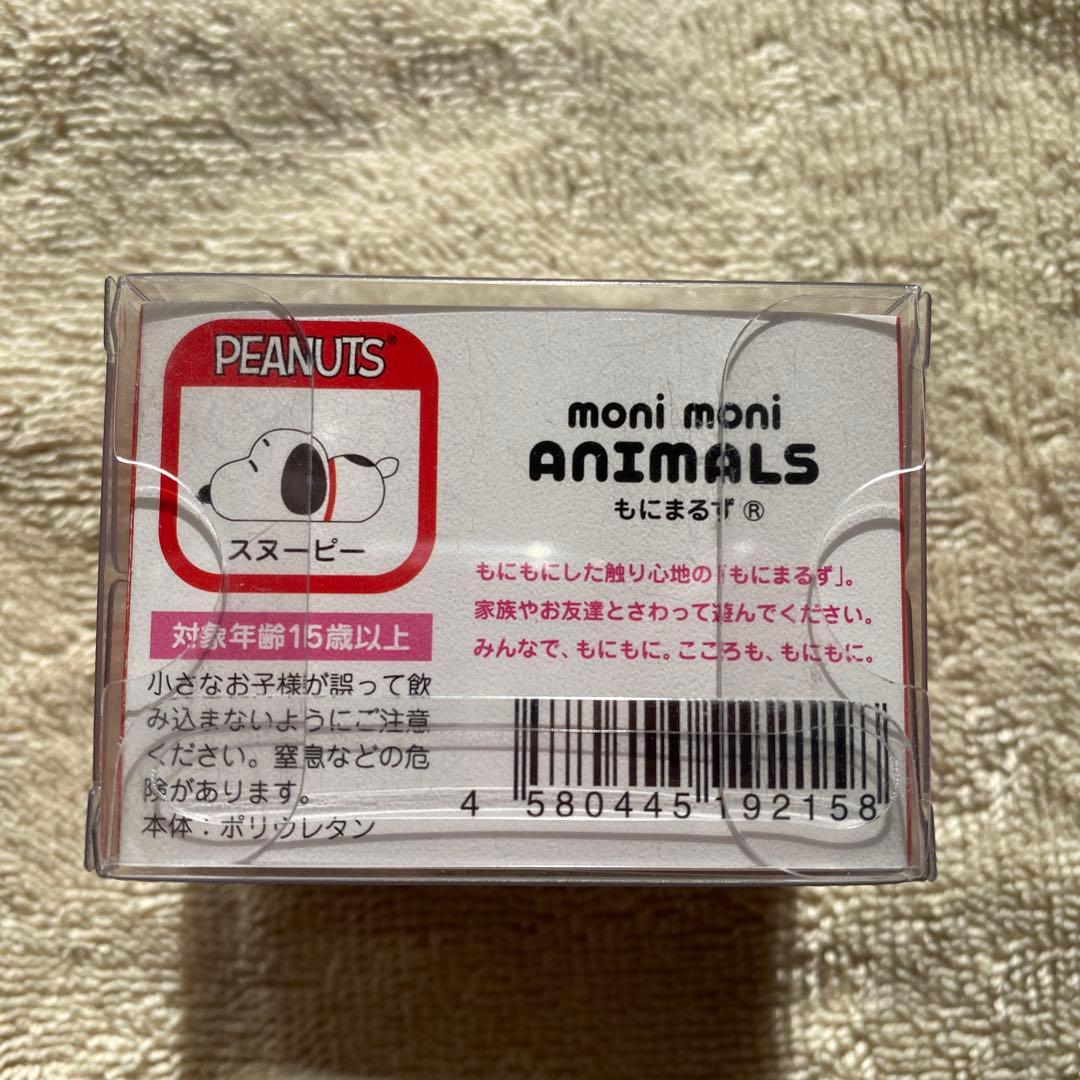 PEANUTS®
スヌーピー
moni moni
ANIMALS
もにまるず ®
もにもにした触り心地の「もにまるず」。
家族やお友達とさわって遊んでください。
みんなで、もにもに。こころも、もにもに。
対象年齢15歳以上
小さなお子様が誤って飲
み込まないようにご注意
ください。窒息などの危
険があります。
本体：ポリウレタン
4 580445 192158